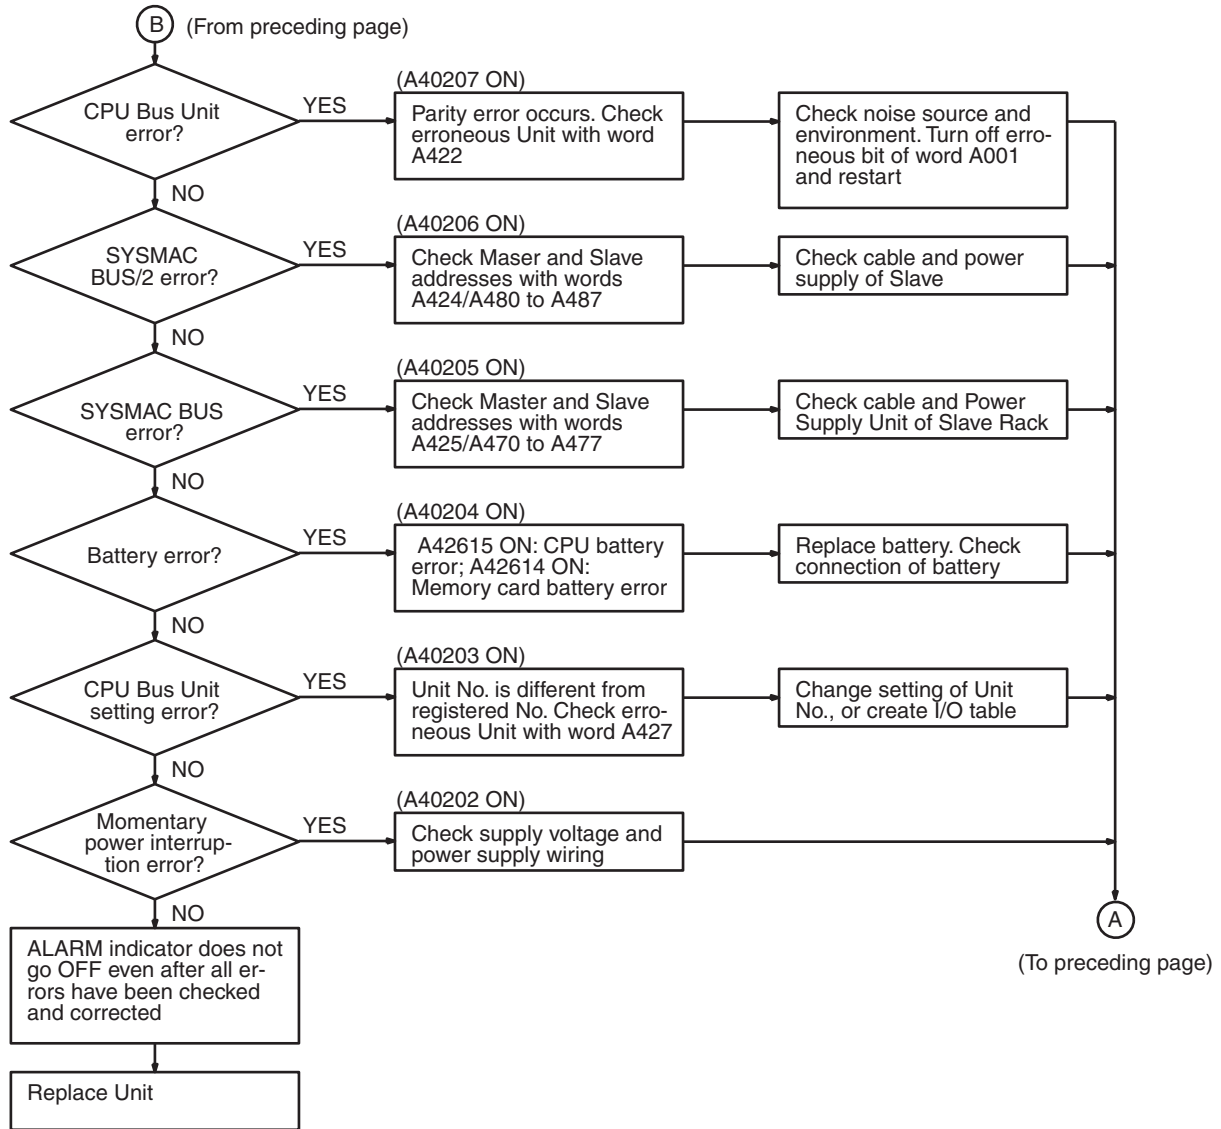 B (From preceding page)
CPU Bus Unit
error?
YES
(A40207 ON)
Parity error occurs. Check
erroneous Unit with word
A422
Check noise source and
environment. Turn off erro-
neous bit of word A001
and restart
NO
SYSMAC
BUS/2 error?
YES
(A40206 ON)
Check Maser and Slave
addresses with words
A424/A480 to A487
Check cable and power
supply of Slave
NO
SYSMAC BUS
error?
YES
(A40205 ON)
Check Master and Slave
addresses with words
A425/A470 to A477
Check cable and Power
Supply Unit of Slave Rack
NO
Battery error?
YES
(A40204 ON)
A42615 ON: CPU battery
error; A42614 ON:
Memory card battery error
Replace battery. Check
connection of battery
NO
CPU Bus Unit
setting error?
YES
(A40203 ON)
Unit No. is different from
registered No. Check erro-
neous Unit with word A427
Change setting of Unit
No., or create I/O table
NO
Momentary
power interrup-
tion error?
YES
(A40202 ON)
Check supply voltage and
power supply wiring
NO
A
(To preceding page)
ALARM indicator does not
go OFF even after all er-
rors have been checked
and corrected
Replace Unit